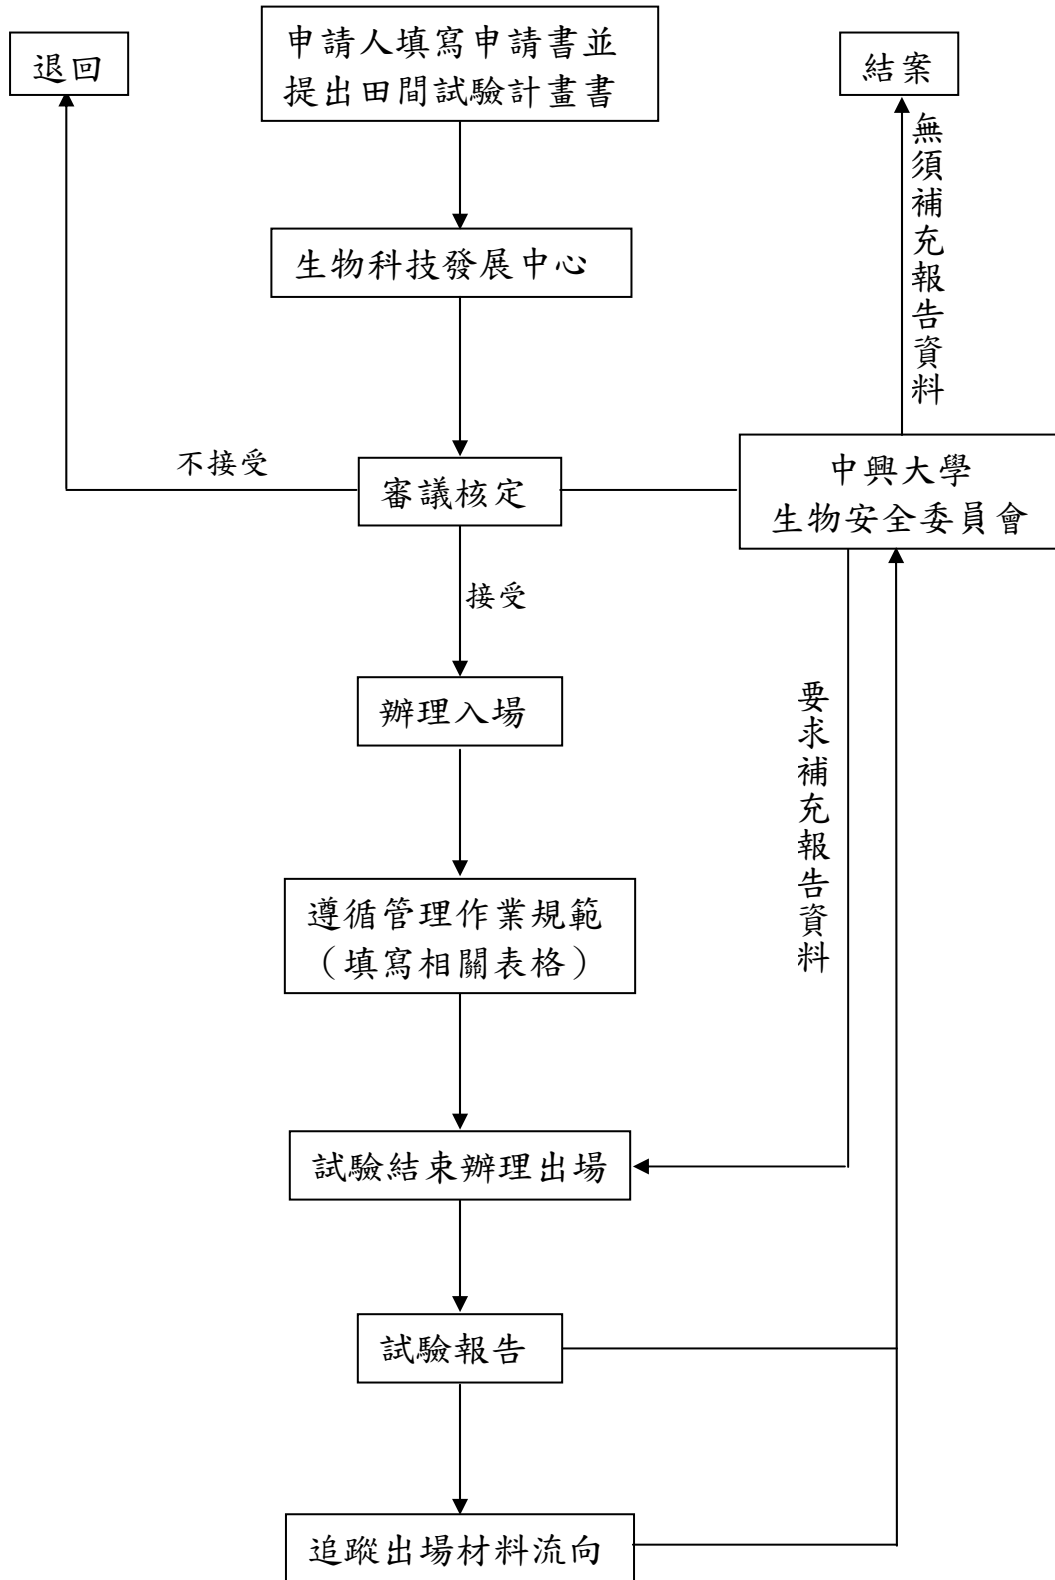 退回
申請人填寫申請書並
提出田間試驗計畫書
結案
無須補充報告資料
生物科技發展中心
不接受
審議核定
中興大學
生物安全委員會
接受
辦理入場
要求補充報告資料
遵循管理作業規範
（填寫相關表格）
試驗結束辦理出場
試驗報告
追蹤出場材料流向